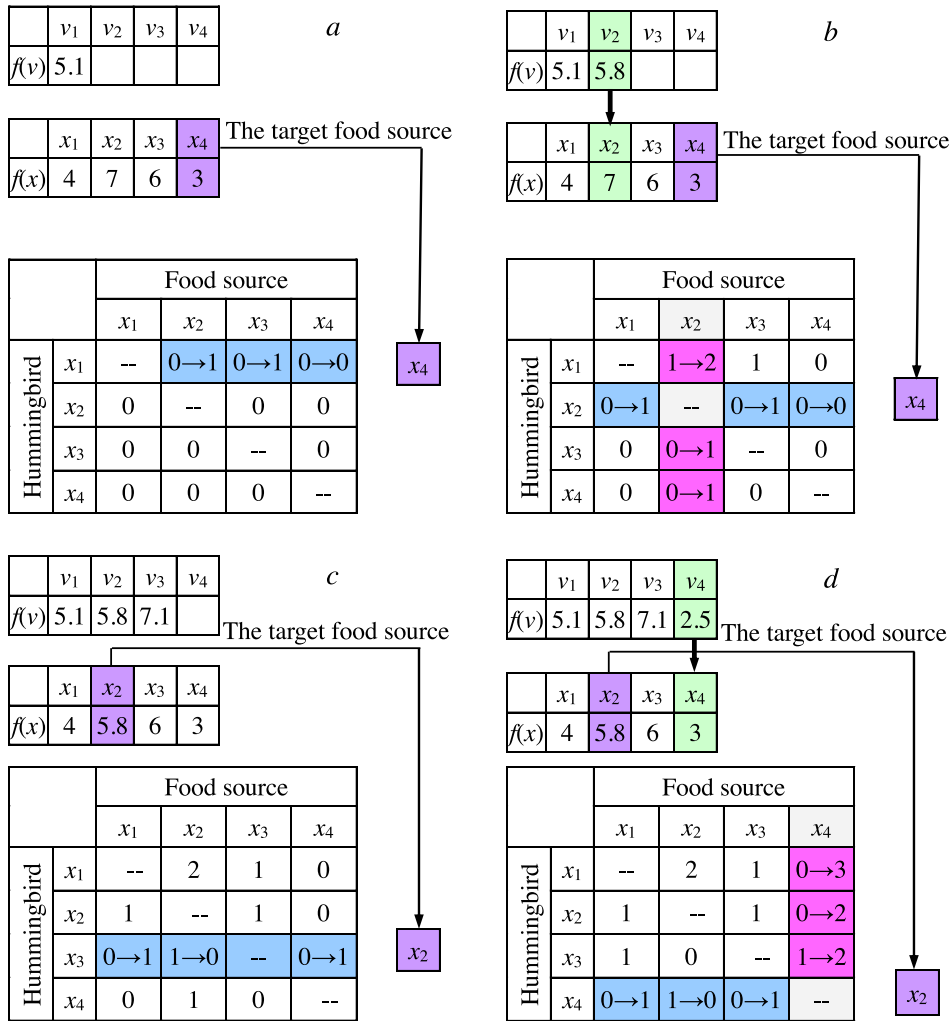 v1 v2 v3 v4 a
f(v) 5.1
x1 x2 x3 x4 The target food source
f(x) 4 7 6 3
Food source
x1 x2 x3 x4
Hummingbird
x1 -- 0→1 0→1 0→0 x4
x2 0 -- 0 0
x3 0 0 -- 0
x4 0 0 0 --
v1 v2 v3 v4 b
f(v) 5.1 5.8
x1 x2 x3 x4 The target food source
f(x) 4 7 6 3
Food source
x1 x2 x3 x4
Hummingbird
x1 -- 1→2 1 0
x2 0→1 -- 0→1 0→0 x4
x3 0 0→1 -- 0
x4 0 0→1 0 --
v1 v2 v3 v4 c
f(v) 5.1 5.8 7.1
The target food source
x1 x2 x3 x4
f(x) 4 5.8 6 3
Food source
x1 x2 x3 x4
Hummingbird
x1 -- 2 1 0
x2 1 -- 1 0
x3 0→1 1→0 -- 0→1 x2
x4 0 1 0 --
v1 v2 v3 v4 d
f(v) 5.1 5.8 7.1 2.5
The target food source
x1 x2 x3 x4
f(x) 4 5.8 6 3
Food source
x1 x2 x3 x4
Hummingbird
x1 -- 2 1 0→3
x2 1 -- 1 0→2
x3 1 0 -- 1→2
x4 0→1 1→0 0→1 -- x2